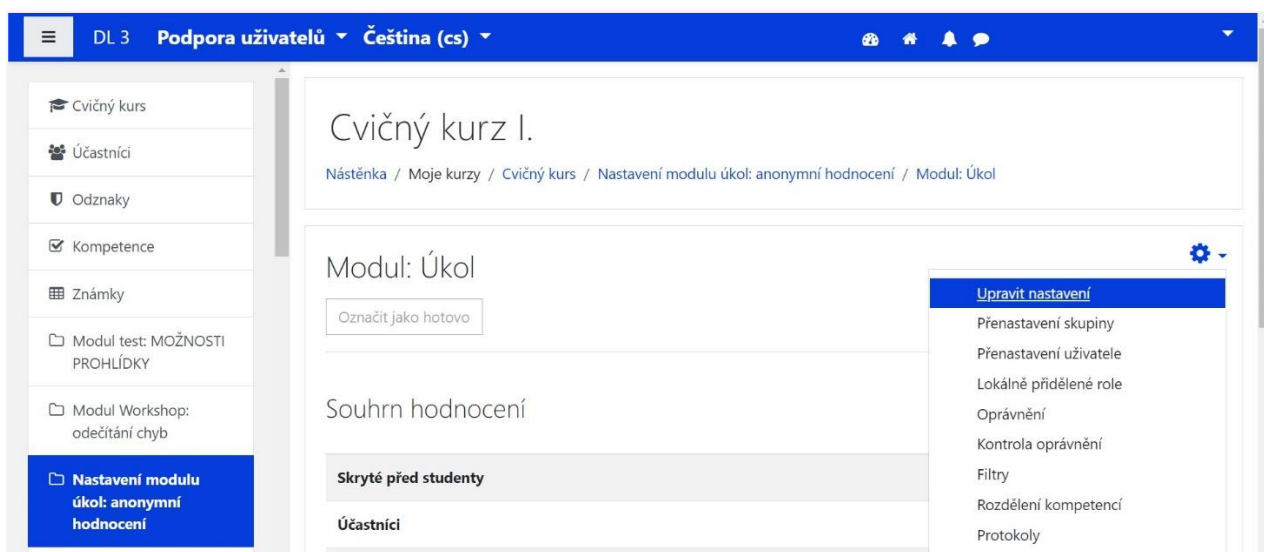 DL 3 Podpora uživatelů Čeština (cs)
Cvičný kurs
Účastníci
Odznaky
Kompetence
Známky
Modul test: MOŽNOSTI
PROHLÍDKY
Modul Workshop:
odečítání chyb
Nastavení modulu
úkol: anonymní
hodnocení
Cvičný kurz I.
Nástěnka / Moje kurzy / Cvičný kurs / Nastavení modulu úkol: anonymní hodnocení / Modul: Úkol
Modul: Úkol
Označit jako hotovo
Souhrn hodnocení
Skryté před studenty
Účastníci
Upravit nastavení
Přenastavení skupiny
Přenastavení uživatele
Lokálně přidělené role
Oprávnění
Kontrola oprávnění
Filtry
Rozdělení kompetencí
Protokoly